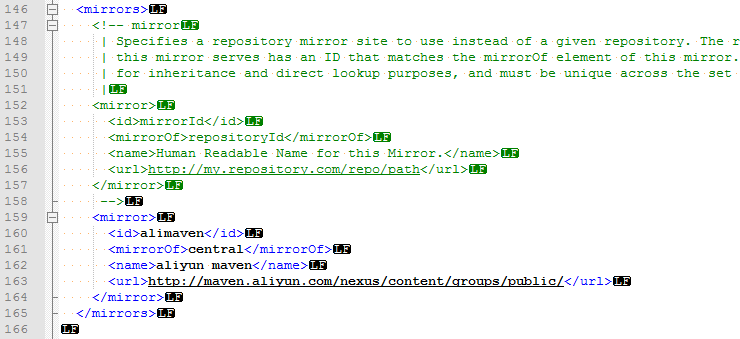 146 <mirrors>LF
147 <!-- mirrorLF
148 | Specifies a repository mirror site to use instead of a given repository. The r
149 | this mirror serves has an ID that matches the mirrorOf element of this mirror.
150 | for inheritance and direct lookup purposes, and must be unique across the set
151 |LF
152 <mirror>LF
153 <id>mirrorId</id>LF
154 <mirrorOf>repositoryId</mirrorOf>LF
155 <name>Human Readable Name for this Mirror.</name>LF
156 <url>http://my.repository.com/repo/path</url>LF
157 </mirror>LF
158 -->LF
159 <mirror>LF
160 <id>alimaven</id>LF
161 <mirrorOf>central</mirrorOf>LF
162 <name>aliyun maven</name>LF
163 <url>http://maven.aliyun.com/nexus/content/groups/public/</url>LF
164 </mirror>LF
165 </mirrors>LF
166 LF